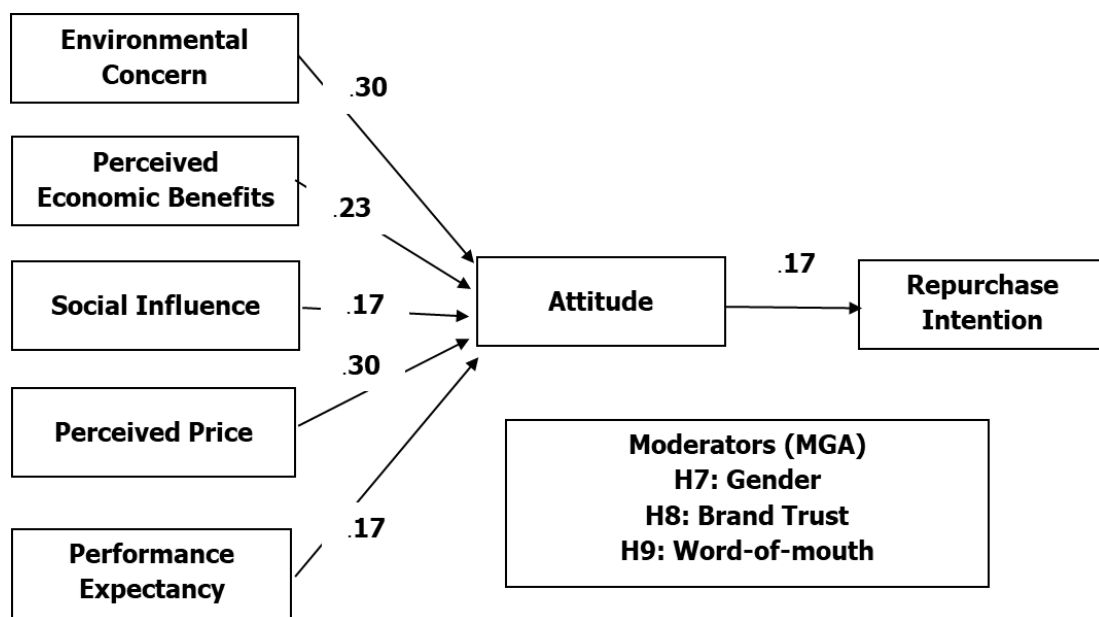 Environmental
Concern
.30
Perceived
Economic Benefits
.23
Social Influence
.17
Attitude
.17
Repurchase
Intention
.30
Perceived Price
Performance
Expectancy
.17
Moderators (MGA)
H7: Gender
H8: Brand Trust
H9: Word-of-mouth